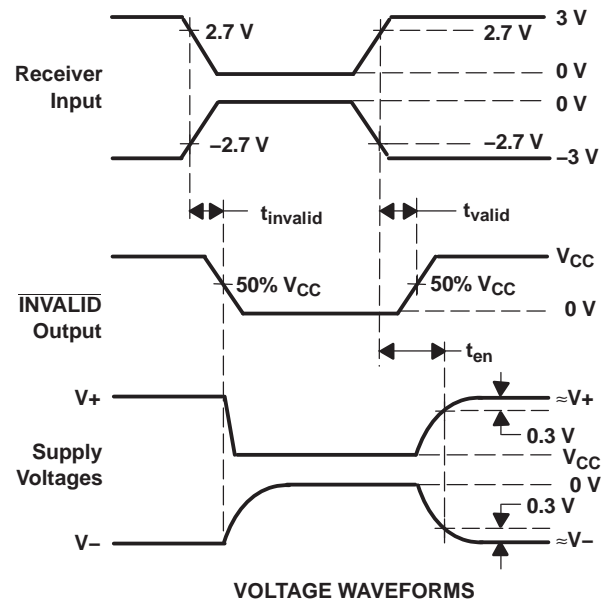 2.7 V
2.7 V
3 V
Receiver
Input
0 V
0 V
–2.7 V
–2.7 V
–3 V
tinvalid
tvalid
VCC
50% VCC
50% VCC
INVALID
Output
0 V
ten
V+
≈V+
0.3 V
Supply
Voltages
VCC
0 V
0.3 V
V–
≈V–
VOLTAGE WAVEFORMS